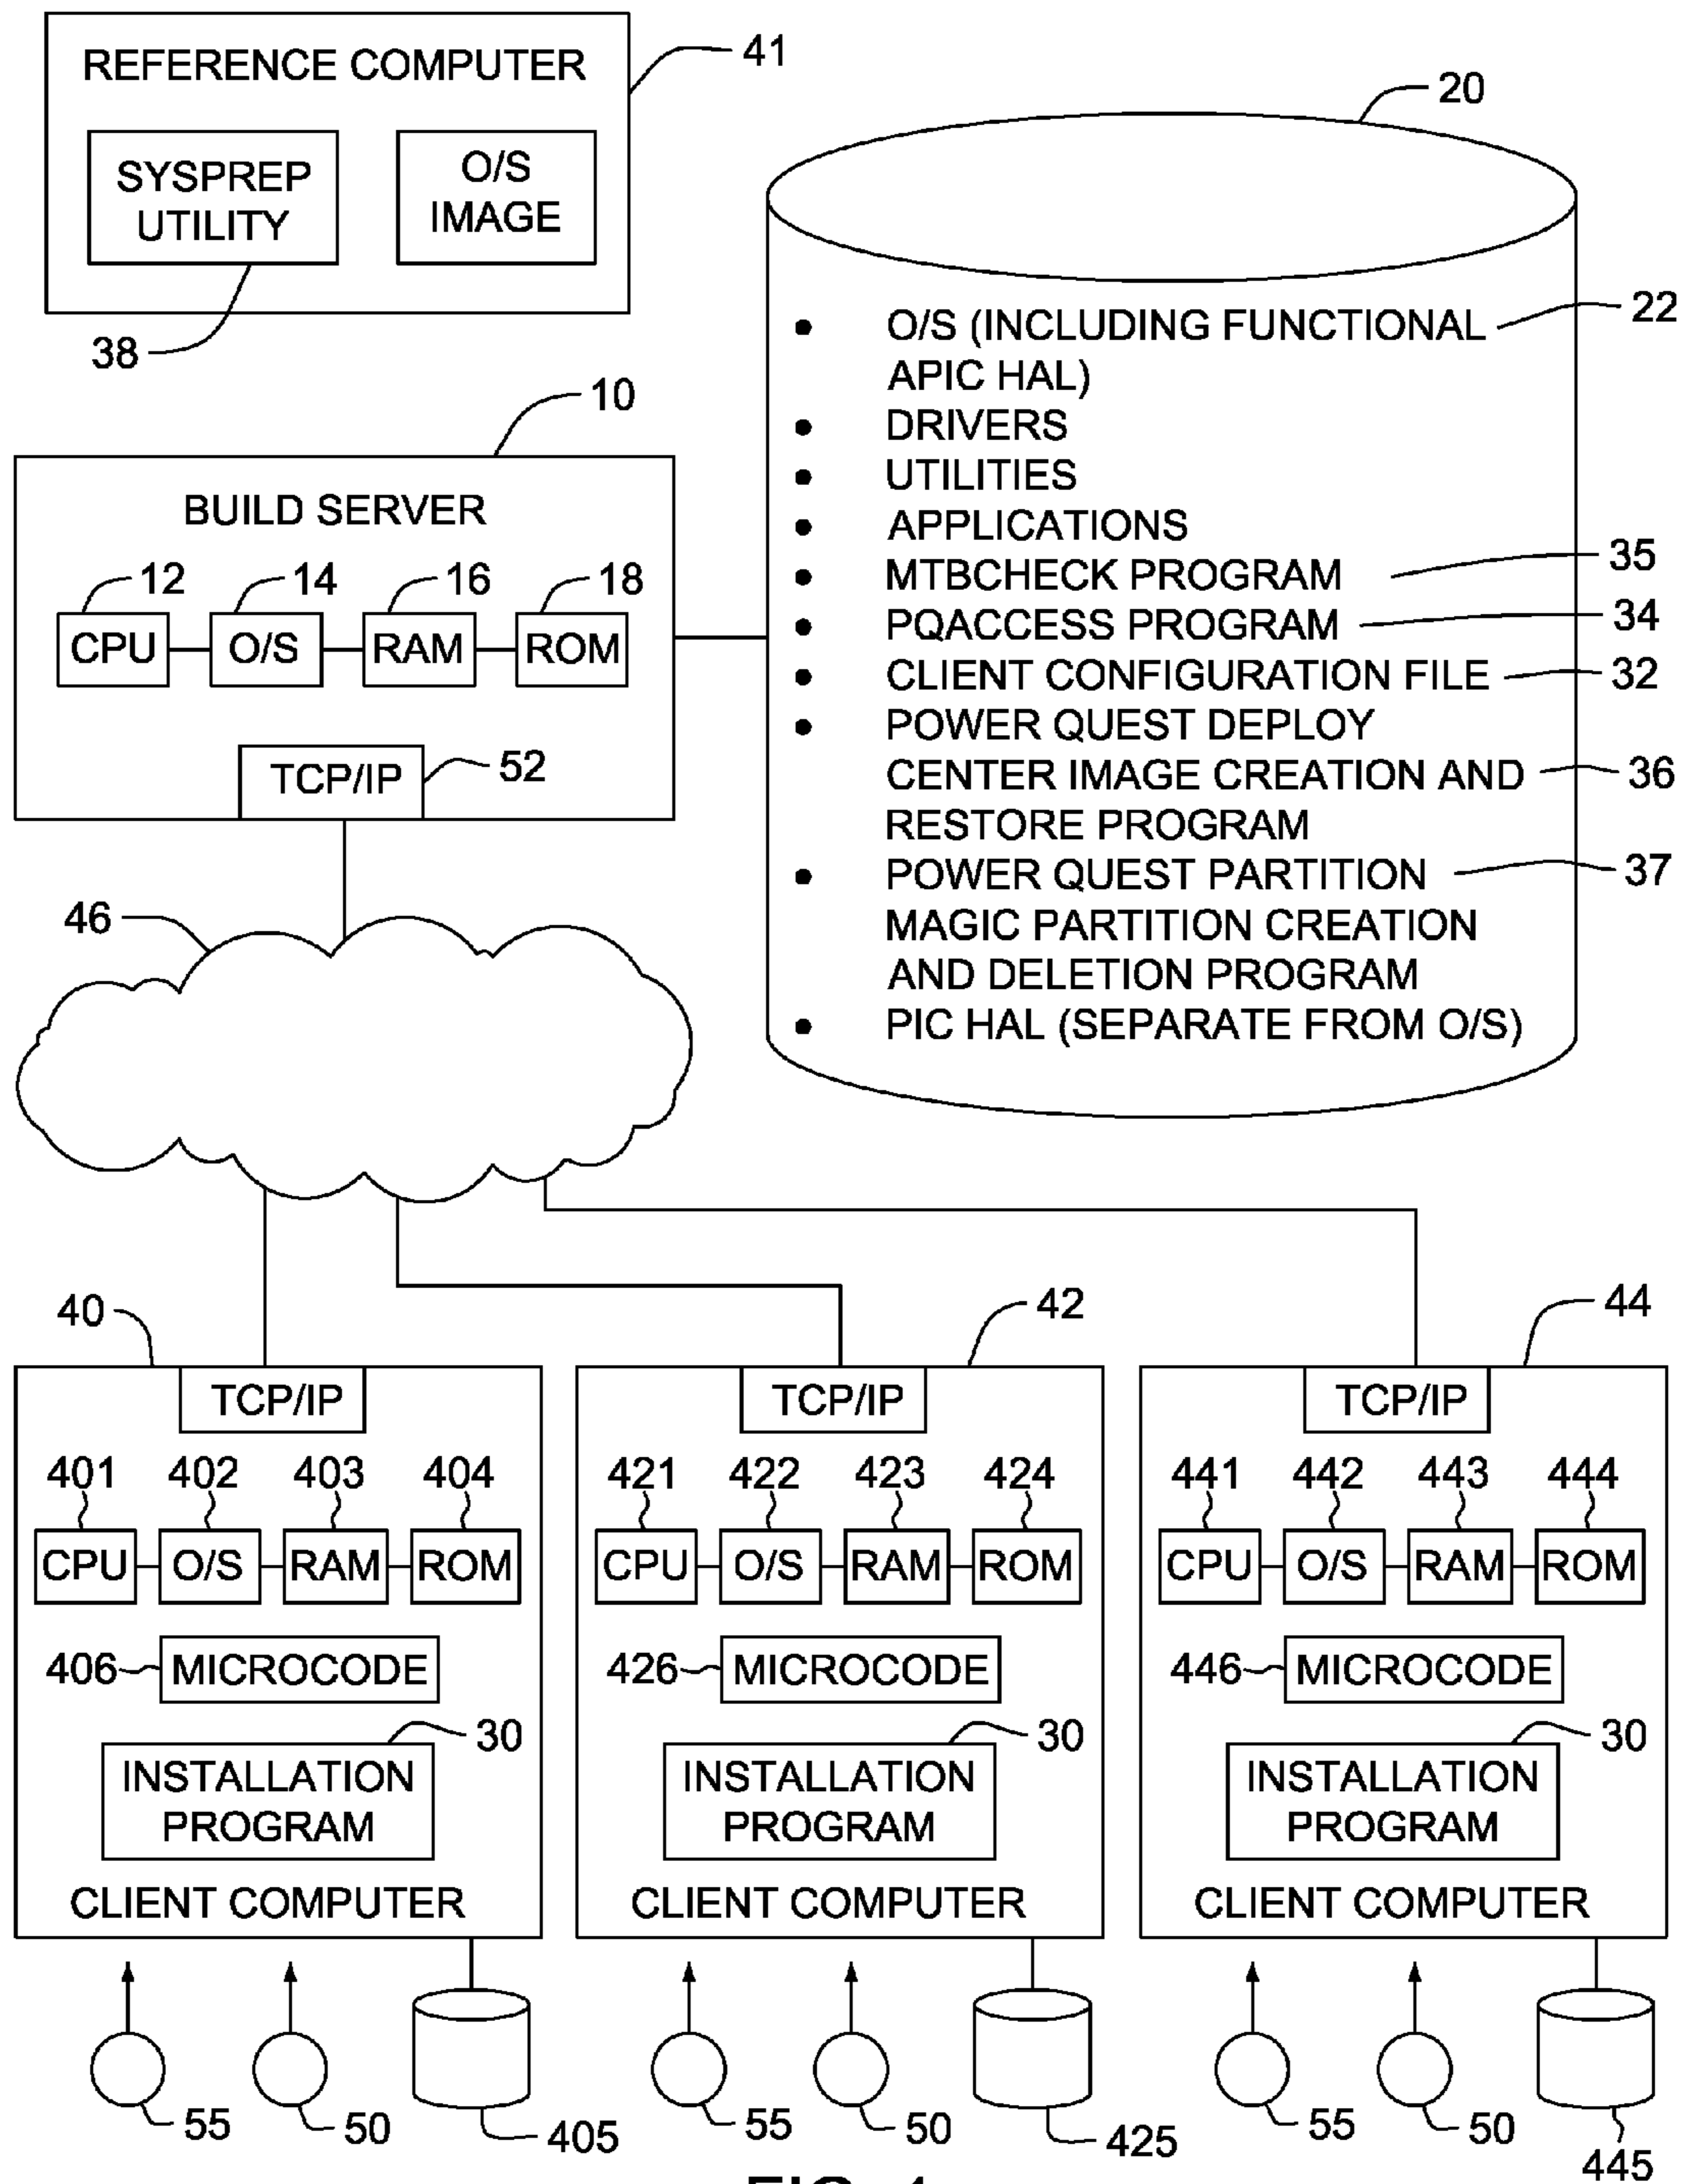 REFERENCE COMPUTER
41
SYSPREP
UTILITY
O/S
IMAGE
38
20
O/S (INCLUDING FUNCTIONAL
APIC HAL)
22
DRIVERS
UTILITIES
APPLICATIONS
MTBCHECK PROGRAM
35
PQACCESS PROGRAM
34
CLIENT CONFIGURATION FILE
32
POWER QUEST DEPLOY
CENTER IMAGE CREATION AND
36
RESTORE PROGRAM
POWER QUEST PARTITION
37
MAGIC PARTITION CREATION
AND DELETION PROGRAM
PIC HAL (SEPARATE FROM O/S)
10
BUILD SERVER
12 14 16 18
CPU O/S RAM ROM
TCP/IP
52
46
40
TCP/IP
401 402 403 404
CPU O/S RAM ROM
406
MICROCODE
30
INSTALLATION
PROGRAM
CLIENT COMPUTER
55
50
405
42
TCP/IP
421 422 423 424
CPU O/S RAM ROM
426
MICROCODE
30
INSTALLATION
PROGRAM
CLIENT COMPUTER
55
50
425
44
TCP/IP
441 442 443 444
CPU O/S RAM ROM
446
MICROCODE
30
INSTALLATION
PROGRAM
CLIENT COMPUTER
55
50
445